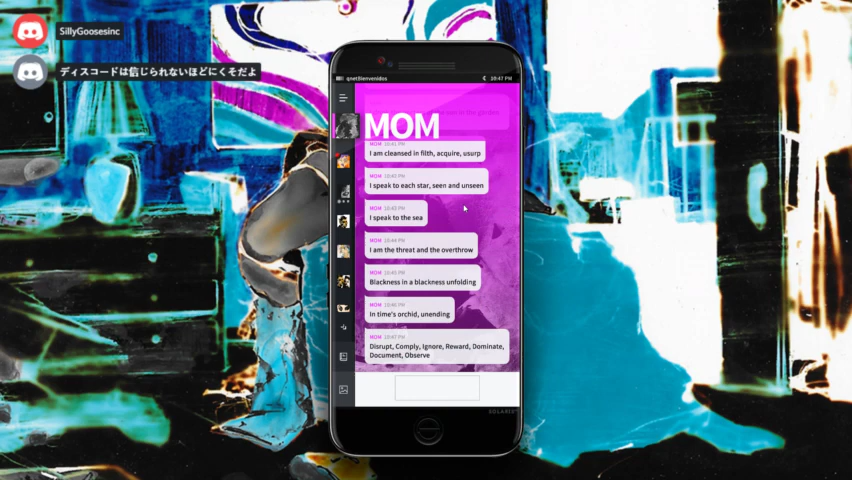 SillyGoosesinc
ディスコードは信じられないほどにくそだよ
qnetBienvenidos
10:47 PM
MOM
MOM 10:41 PM
I am cleansed in filth, acquire, usurp
MOM 10:42 PM
I speak to each star, seen and unseen
MOM 10:43 PM
I speak to the sea
MOM 10:44 PM
I am the threat and the overthrow
MOM 10:45 PM
Blackness in a blackness unfolding
MOM 10:46 PM
In time's orchid, unending
MOM 10:47 PM
Disrupt, Comply, Ignore, Reward, Dominate,
Document, Observe
SOLARIS